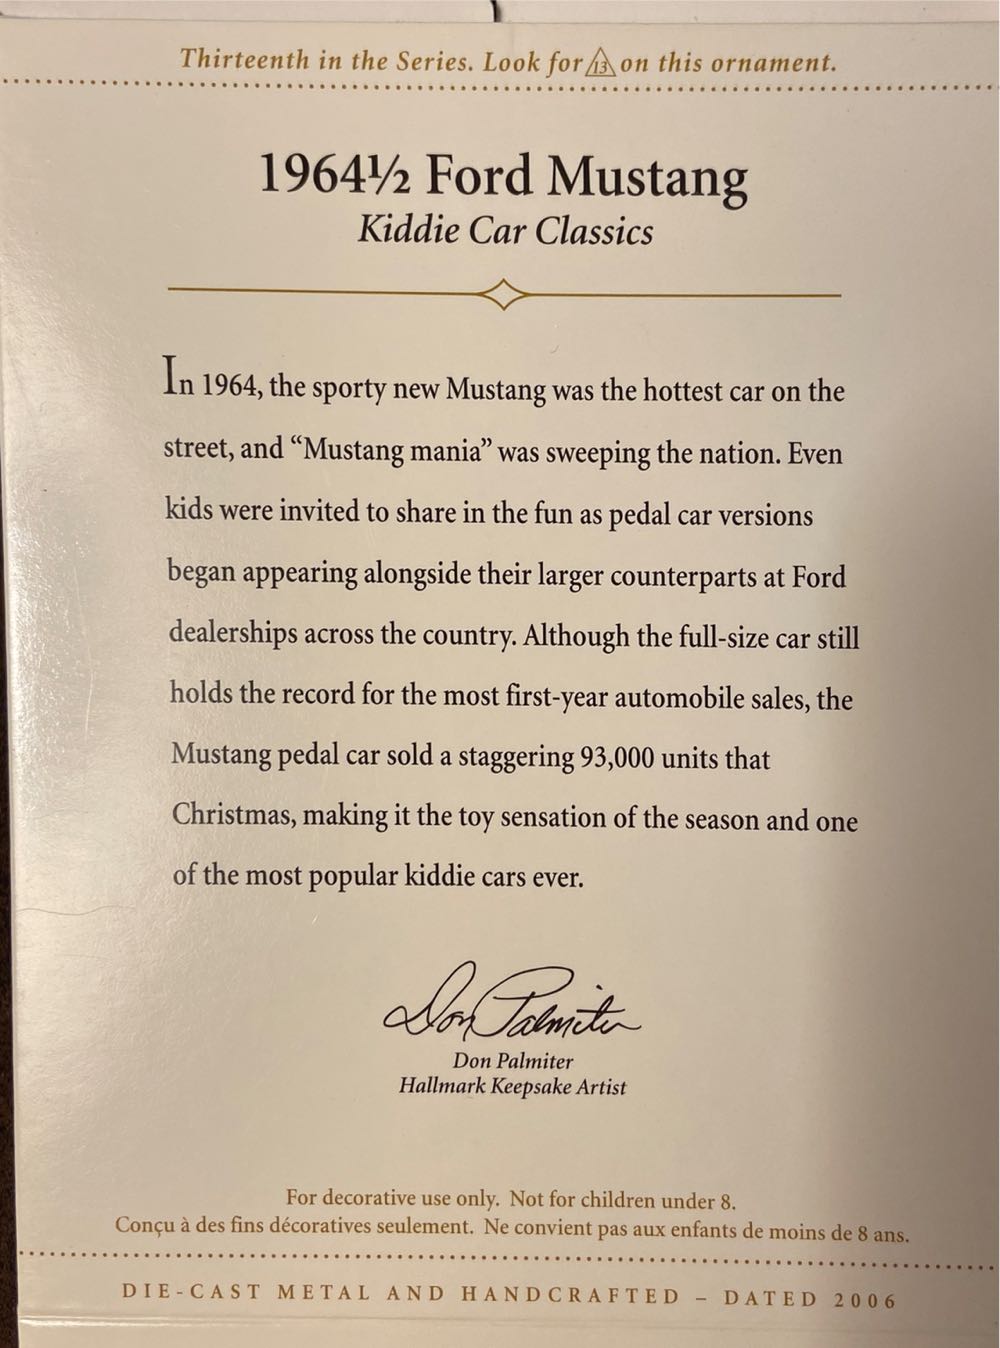 Thirteenth in the Series. Look for 13 on this ornament.
1964½ Ford Mustang
Kiddie Car Classics
In 1964, the sporty new Mustang was the hottest car on the
street, and “Mustang mania” was sweeping the nation. Even
kids were invited to share in the fun as pedal car versions
began appearing alongside their larger counterparts at Ford
dealerships across the country. Although the full-size car still
holds the record for the most first-year automobile sales, the
Mustang pedal car sold a staggering 93,000 units that
Christmas, making it the toy sensation of the season and one
of the most popular kiddie cars ever.
Don Palmiter
Don Palmiter
Hallmark Keepsake Artist
For decorative use only. Not for children under 8.
Conçu à des fins décoratives seulement. Ne convient pas aux enfants de moins de 8 ans.
DIE-CAST METAL AND HANDCRAFTED – DATED 2006